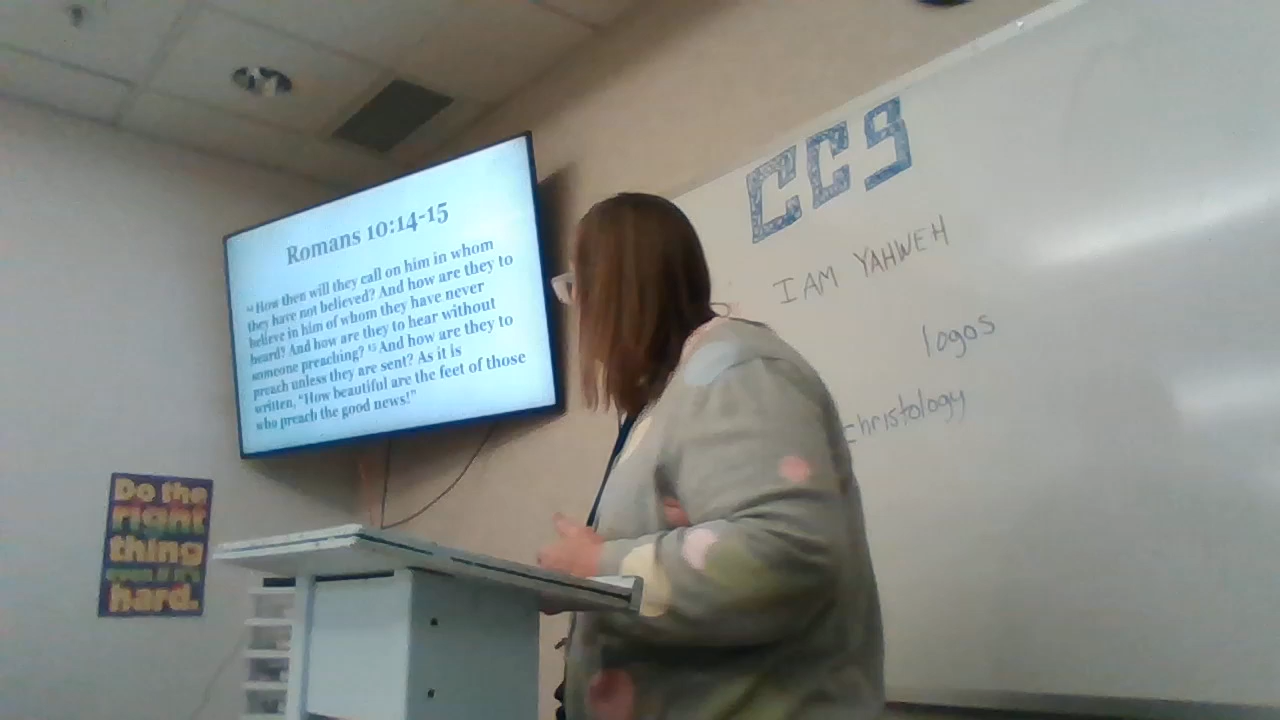 Romans 10:14-15
¹⁴ How then will they call on him in whom
they have not believed? And how are they to
believe in him of whom they have never
heard? And how are they to hear without
someone preaching? ¹⁵ And how are they to
preach unless they are sent? As it is
written, “How beautiful are the feet of those
who preach the good news!”
Do the
right
thing
even if it's
hard.
CCS
I AM YAHWEH
logos
christology